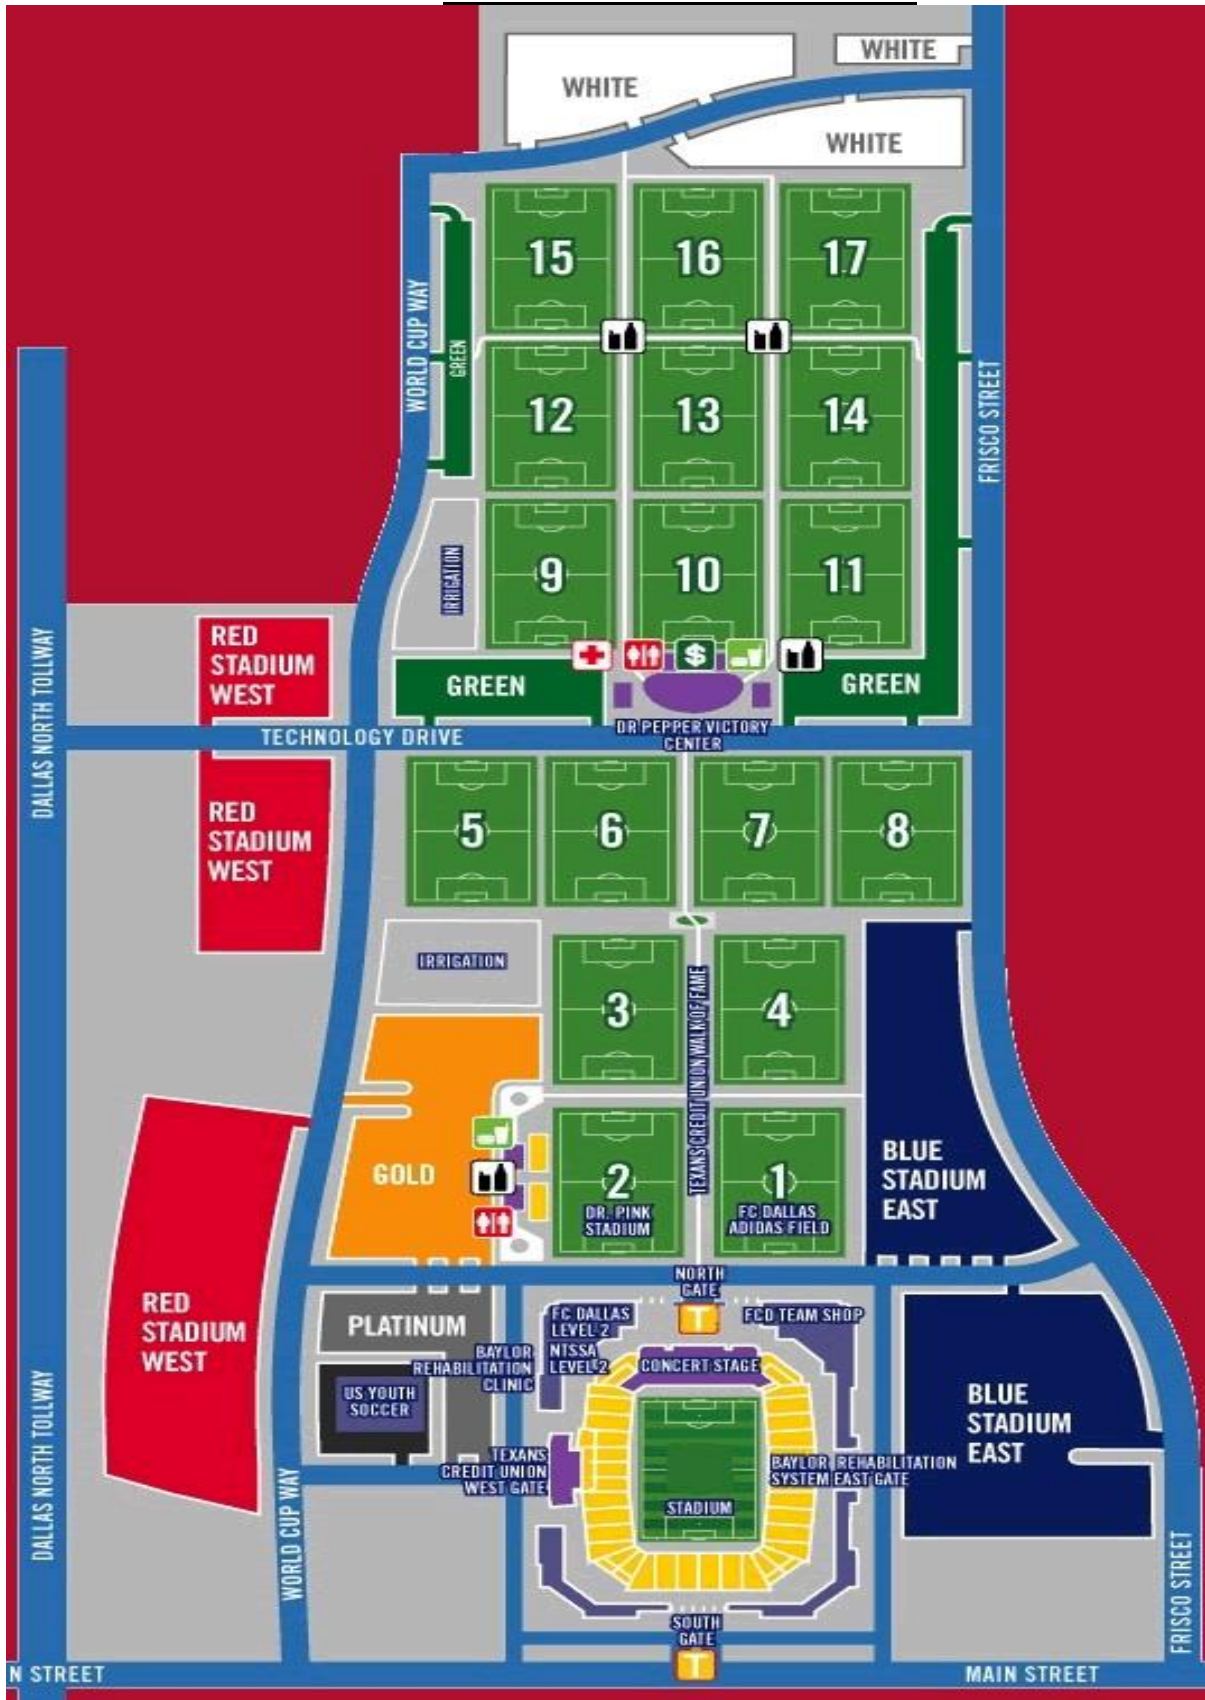 WHITE
WHITE
WHITE
15
16
17
WORLD CUP WAY
GREEN
12
13
14
FRISCO STREET
9
10
11
IRRIGATION
$
RED
STADIUM
WEST
GREEN
GREEN
DR PEPPER VICTORY
CENTER
TECHNOLOGY DRIVE
DALLAS NORTH TOLLWAY
RED
STADIUM
WEST
5
6
7
8
IRRIGATION
3
4
TEXANS CREDIT UNION WALK OF FAME
GOLD
2
DR. PINK
STADIUM
1
FC DALLAS
ADIDAS FIELD
BLUE
STADIUM
EAST
NORTH
GATE
T
RED
STADIUM
WEST
PLATINUM
FC DALLAS
LEVEL 2
NTSSA
LEVEL 2
FCD TEAM SHOP
BAYLOR
REHABILITATION
CLINIC
CONCERT STAGE
US YOUTH
SOCCER
BLUE
STADIUM
EAST
TEXANS
CREDIT UNION
WEST GATE
BAYLOR REHABILITATION
SYSTEM EAST GATE
STADIUM
DALLAS NORTH TOLLWAY
WORLD CUP WAY
FRISCO STREET
SOUTH
GATE
T
N STREET
MAIN STREET